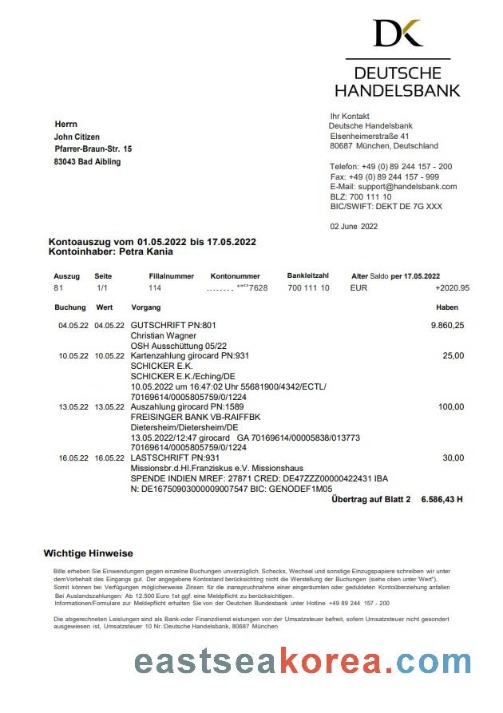 DK
DEUTSCHE
HANDELSBANK
Ihr Kontakt
Deutsche Handelsbank
Elsenheimerstraße 41
80687 München, Deutschland
Herrn
John Citizen
Pfarrer-Braun-Str. 15
83043 Bad Aibling
Telefon: +49 (0) 89 244 157 - 200
Fax: +49 (0) 89 244 157 - 999
E-Mail: support@handelsbank.com
BLZ: 700 111 10
BIC/SWIFT: DEKT DE 7G XXX
02 June 2022
Kontoauszug vom 01.05.2022 bis 17.05.2022
Kontoinhaber: Petra Kania
Auszug Seite Filialnummer Kontonummer Bankleitzahl Alter Saldo per 17.05.2022
81 1/1 114 7628 700 111 10 EUR +2020.95
Buchung Wert Vorgang Haben
04.05.22 04.05.22 GUTSCHRIFT PN:801 9.860,25
Christian Wagner
OSH Ausschüttung 05/22
10.05.22 10.05.22 Kartenzahlung girocard PN:931 25,00
SCHICKER E.K.
SCHICKER E.K./Eching/DE
10.05.2022 um 16:47:02 Uhr 55681900/4342/ECTL/
70169614/0005805759/0/1224
13.05.22 13.05.22 Auszahlung girocard PN:1589 100,00
FREISINGER BANK VB-RAIFFBK
Dietersheim/Dietersheim/DE
13.05.2022/12:47 girocard GA 70169614/00005838/013773
70169614/0005805759/0/1224
16.05.22 16.05.22 LASTSCHRIFT PN:931 30,00
Missionsbr.d.Hl.Franziskus e.V. Missionshaus
SPENDE INDIEN MREF: 27871 CRED: DE47ZZZ00000422431 IBA
N: DE16750903000009007547 BIC: GENODEF1M05
Übertrag auf Blatt 2 6.586,43 H
Wichtige Hinweise
Bille erheben Sie Einwendungen gegen einzelne Buchungen unverzüglich. Schecks, Wechsel und sonstige Einzugspapiere schreiben wir unter
demVorbehalt des Eingangs gut. Der angegebene Kontostand berücksichting nicht die Werstellung der Buchungen (siehe oben unter Wert").
Somit können bei Verfügungen möglicherweise Zinsen für die Inanspruchnahme einer eingeräumten oder geduldeten Kontoüberziehung anfallen
Bei Auslandszahlungen: Ab 12.500 Euro 1st ggf. eine Meldepflicht zu berücksichtigen.
Informationen/Formulare zur Meldepflicht erhalten Sie von der Deutchen Bundesbank unter Hotline +49 89 244 157 - 200
Die abgerechneten Leistungen sind als Bank-oder Finanzdienst eistungen von der Umsatzsteuer befreit, sofern Umsatzsteuer nicht gesondert
ausgewiesen ist, Umsatzsteuer 10 Nr.:Deutsche Handelsbank, 80687 München
eastseakorea.com